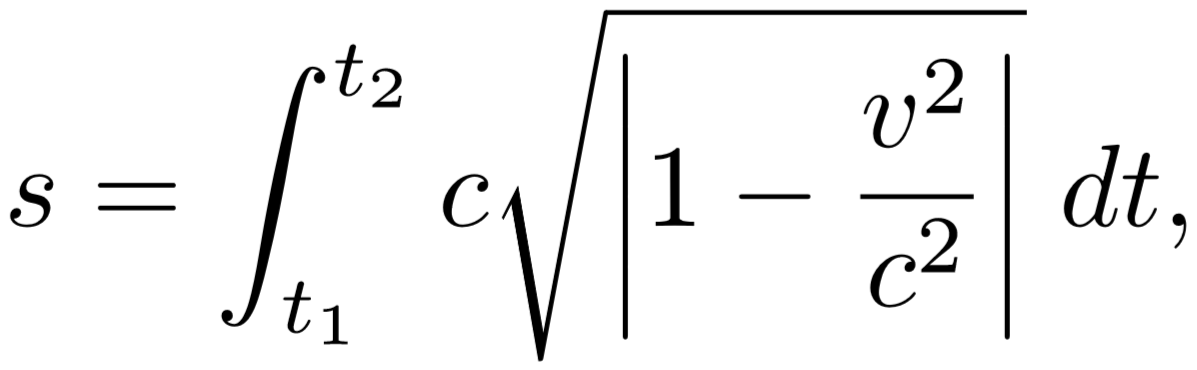 s = \int_{t_1}^{t_2} c \sqrt{\left| 1 - \frac{v^2}{c^2} \right|} \, dt,